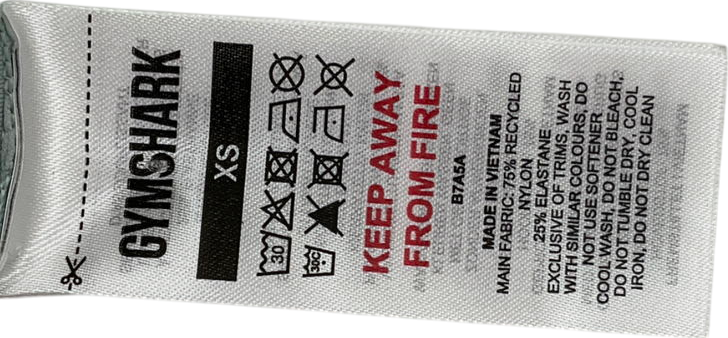 GYMSHARK
XS
30
30C
KEEP AWAY
FROM FIRE
B7A5A
MADE IN VIETNAM
MAIN FABRIC: 75% RECYCLED
NYLON
25% ELASTANE
EXCLUSIVE OF TRIMS, WASH
WITH SIMILAR COLOURS, DO
NOT USE SOFTENER
COOL WASH, DO NOT BLEACH,
DO NOT TUMBLE DRY, COOL
IRON, DO NOT DRY CLEAN